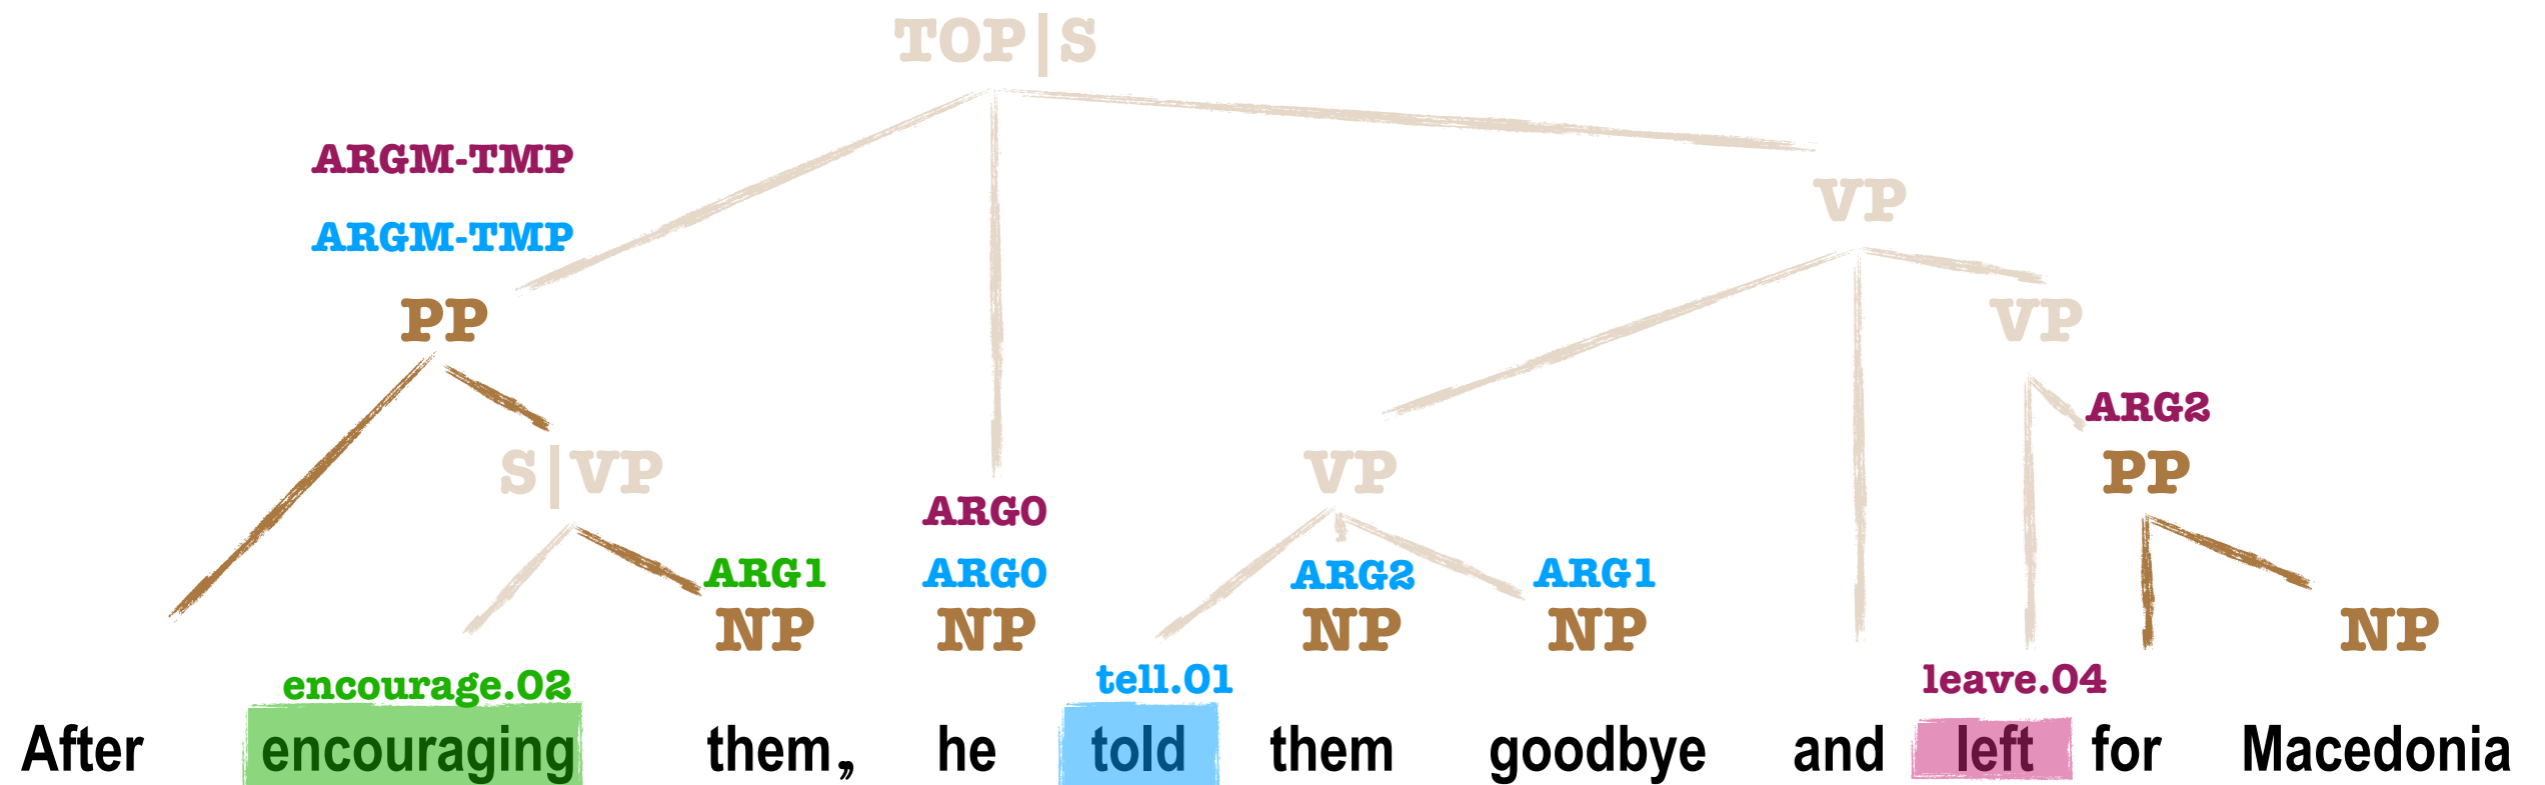 TOP|S
ARGM-TMP
VP
ARGM-TMP
PP VP
ARG2
S|VP VP PP
ARG0
ARG1 ARG0 ARG2 ARG1
NP NP NP NP NP
encourage.02 tell.01 leave.04
After encouraging them, he told them goodbye and left for Macedonia